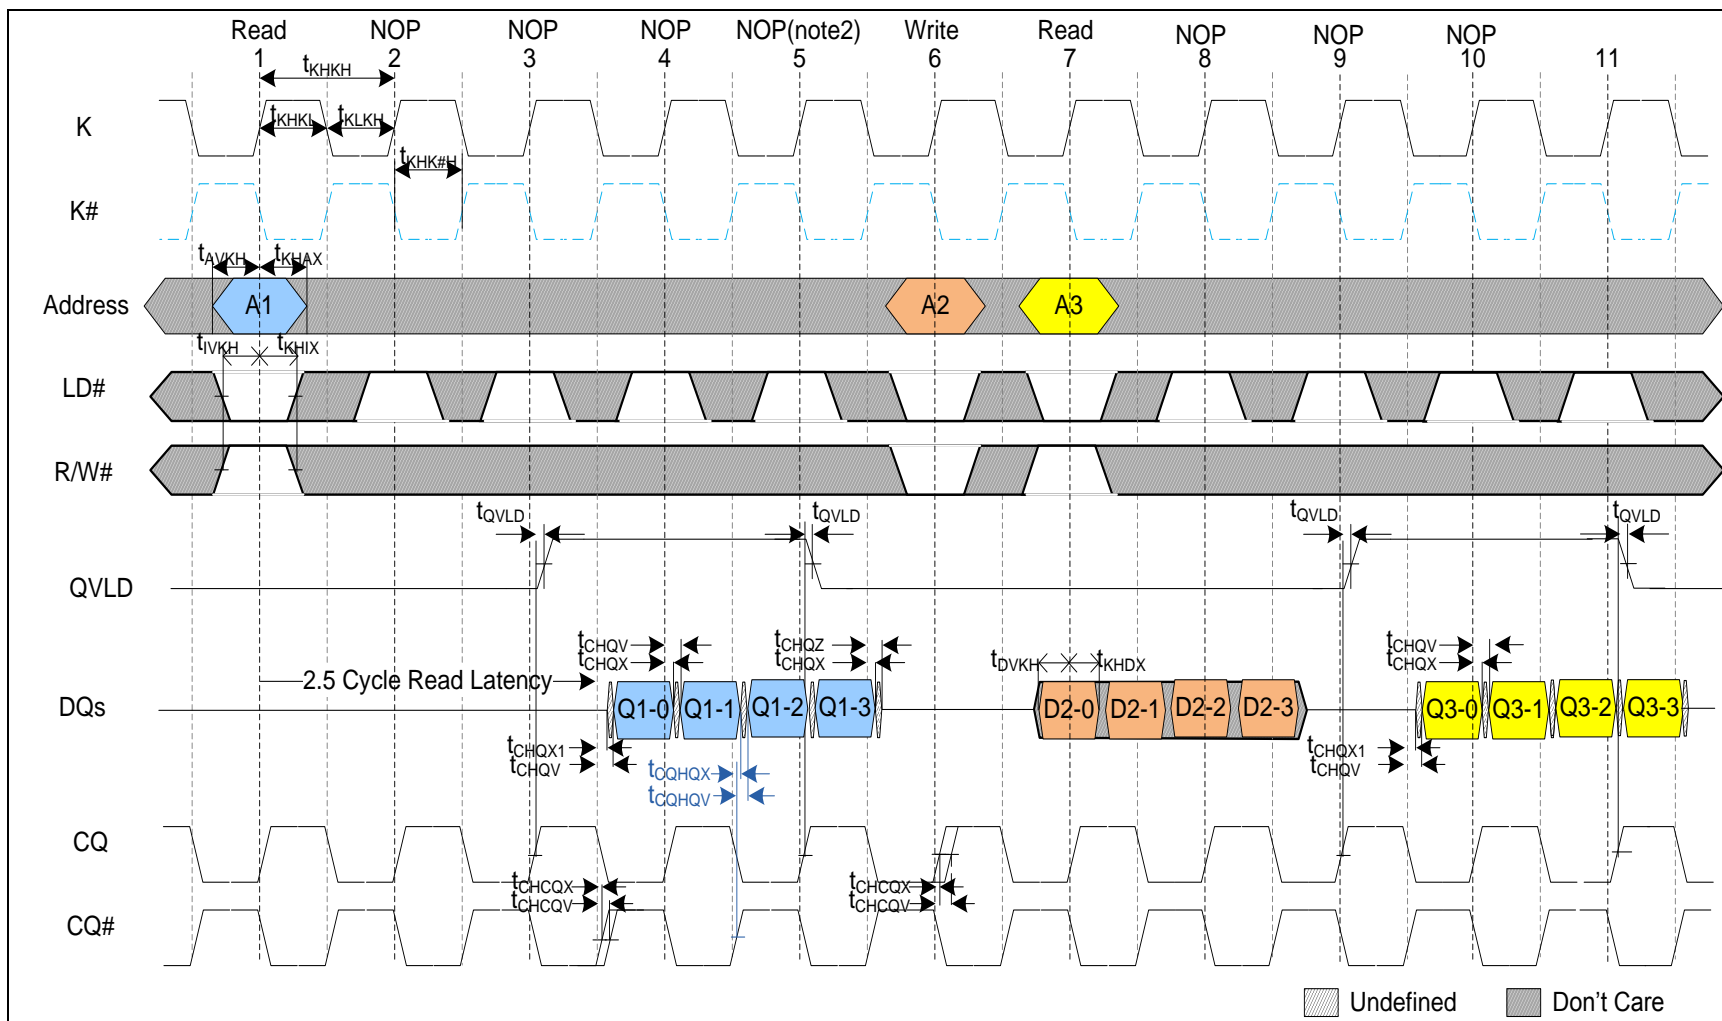 Read NOP NOP NOP NOP(note2) Write Read NOP NOP NOP
1 2 3 4 5 6 7 8 9 10 11
tKHKH
K
tKHKL tKLKH
tKHK#H
K#
tAVKH tKHAX
Address A1 A2 A3
tIVKH tKHIX
LD#
R/W#
tQVLD tQVLD tQVLD tQVLD
QVLD
tCHQV tCHQZ tCHQV
tCHQX tCHQX tDVKH tKHDX tCHQX
2.5 Cycle Read Latency
DQs Q1-0 Q1-1 Q1-2 Q1-3 D2-0 D2-1 D2-2 D2-3 Q3-0 Q3-1 Q3-2 Q3-3
tCHQX1 tCHQX1
tCHQV tCHQV
tCQHQX
tCQHQV
CQ
tCHCQX tCHCQX
tCHCQV tCHCQV
CQ#
Undefined Don't Care